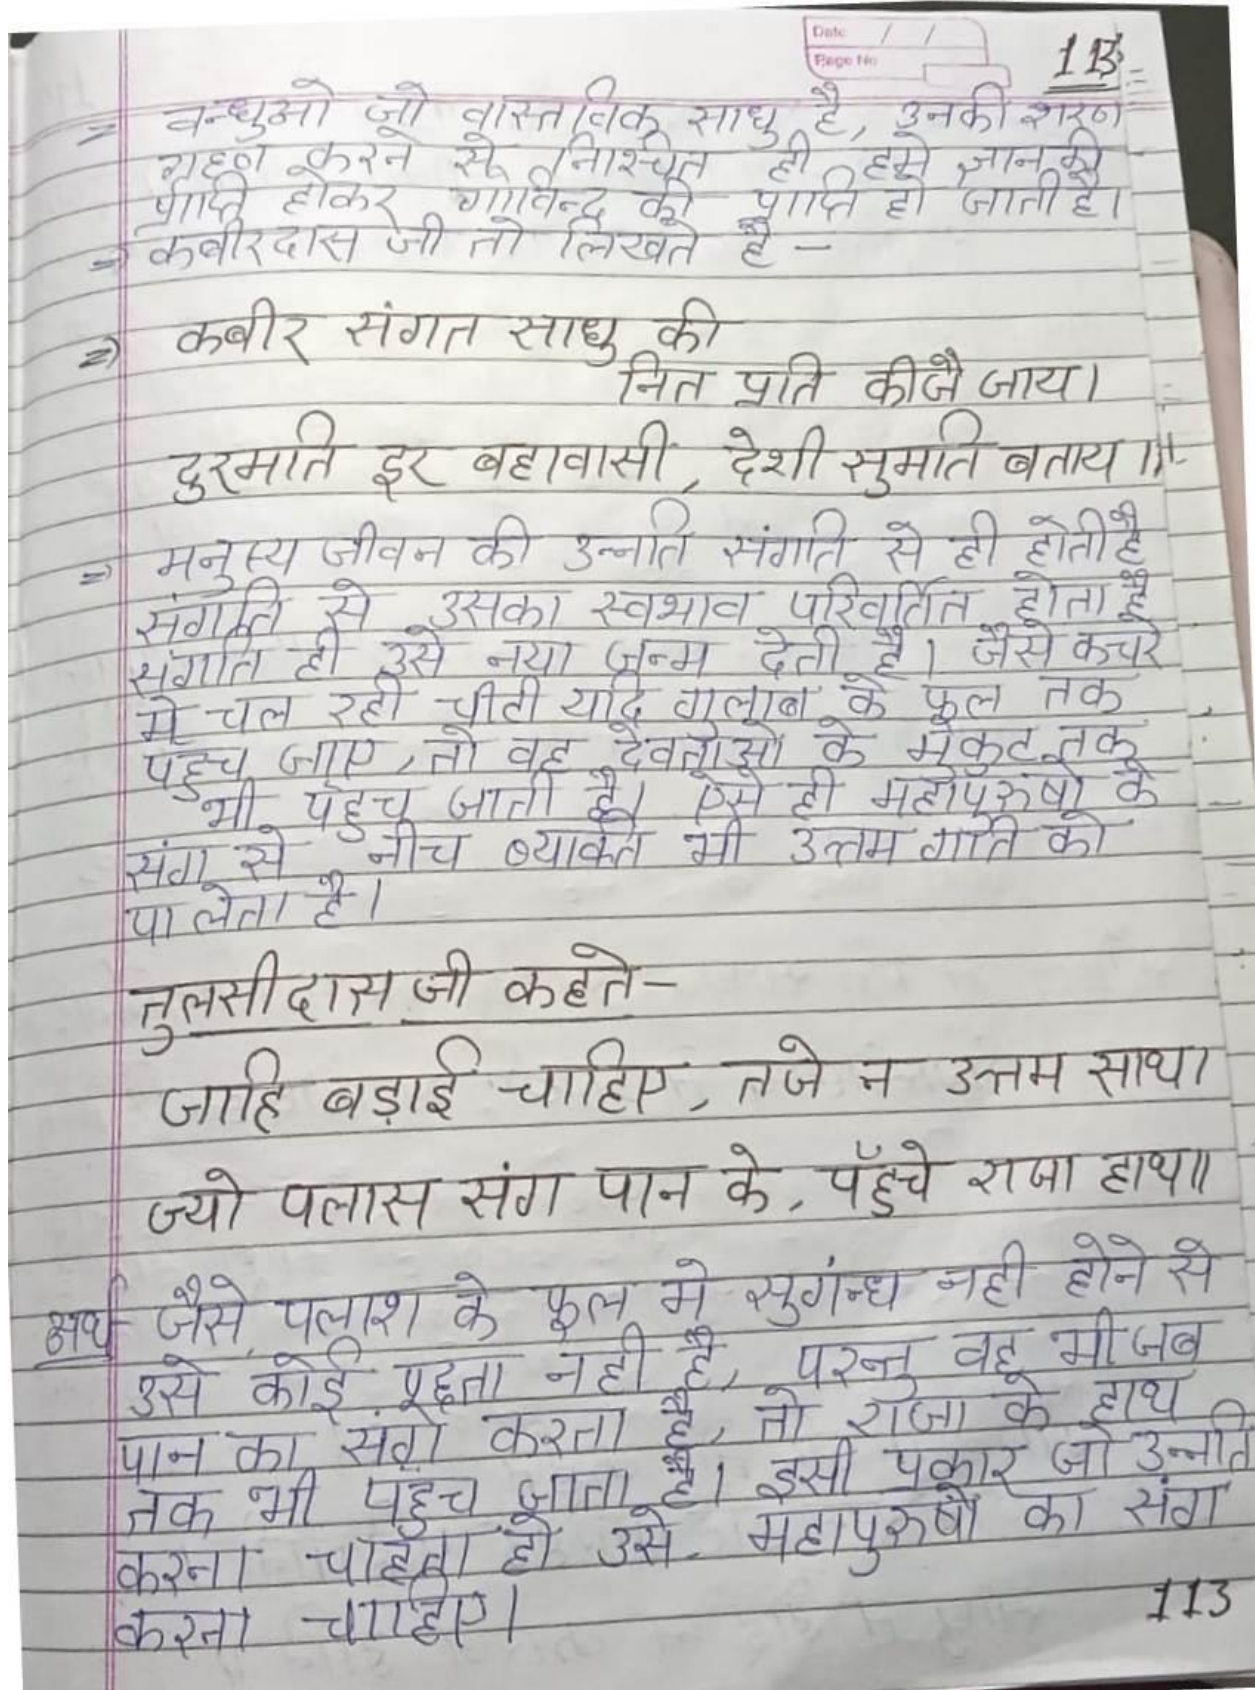 Date / /
Page No
113
= बन्धुओ जो वास्तविक साधु है, उनकी शरण
ग्रहण करने से निश्चित ही हमे ज्ञान की
प्राप्ति होकर गोविन्द की प्राप्ति हो जाती है।
=> कबीरदास जी तो लिखते है -
=> कबीर संगत साधु की
नित प्रति कीजै जाय।
दुरमति दूर बहावासी, देशी सुमति बताय ।।
=> मनुष्य जीवन की उन्नति संगति से ही होती है
संगति से उसका स्वभाव परिवर्तित होता है
संगति ही उसे नया जन्म देती है। जैसे कचरे
मे चल रही चीटी यदि गुलाब के फूल तक
पहुच जाए, तो वह देवताओ के मुकुट तक
भी पहुच जाती है। ऐसे ही महापुरुषो के
संग से नीच व्यक्ति भी उत्तम गति को
पा लेता है।
तुलसीदास जी कहते-
जाहि बड़ाई चाहिए, तजे न उत्तम साथ।
ज्यो पलास संग पान के, पँहुचे राजा हाथ॥
अर्थ जैसे पलाश के फूल मे सुगंन्ध नही होने से
उसे कोई पूछता नही है, परन्तु वह भी जब
पान का संग करता है, तो राजा के हाथ
तक भी पहुच जाता है। इसी प्रकार जो उन्नति
करना चाहता हो उसे महापुरुषो का संग
करना चाहिए।
113